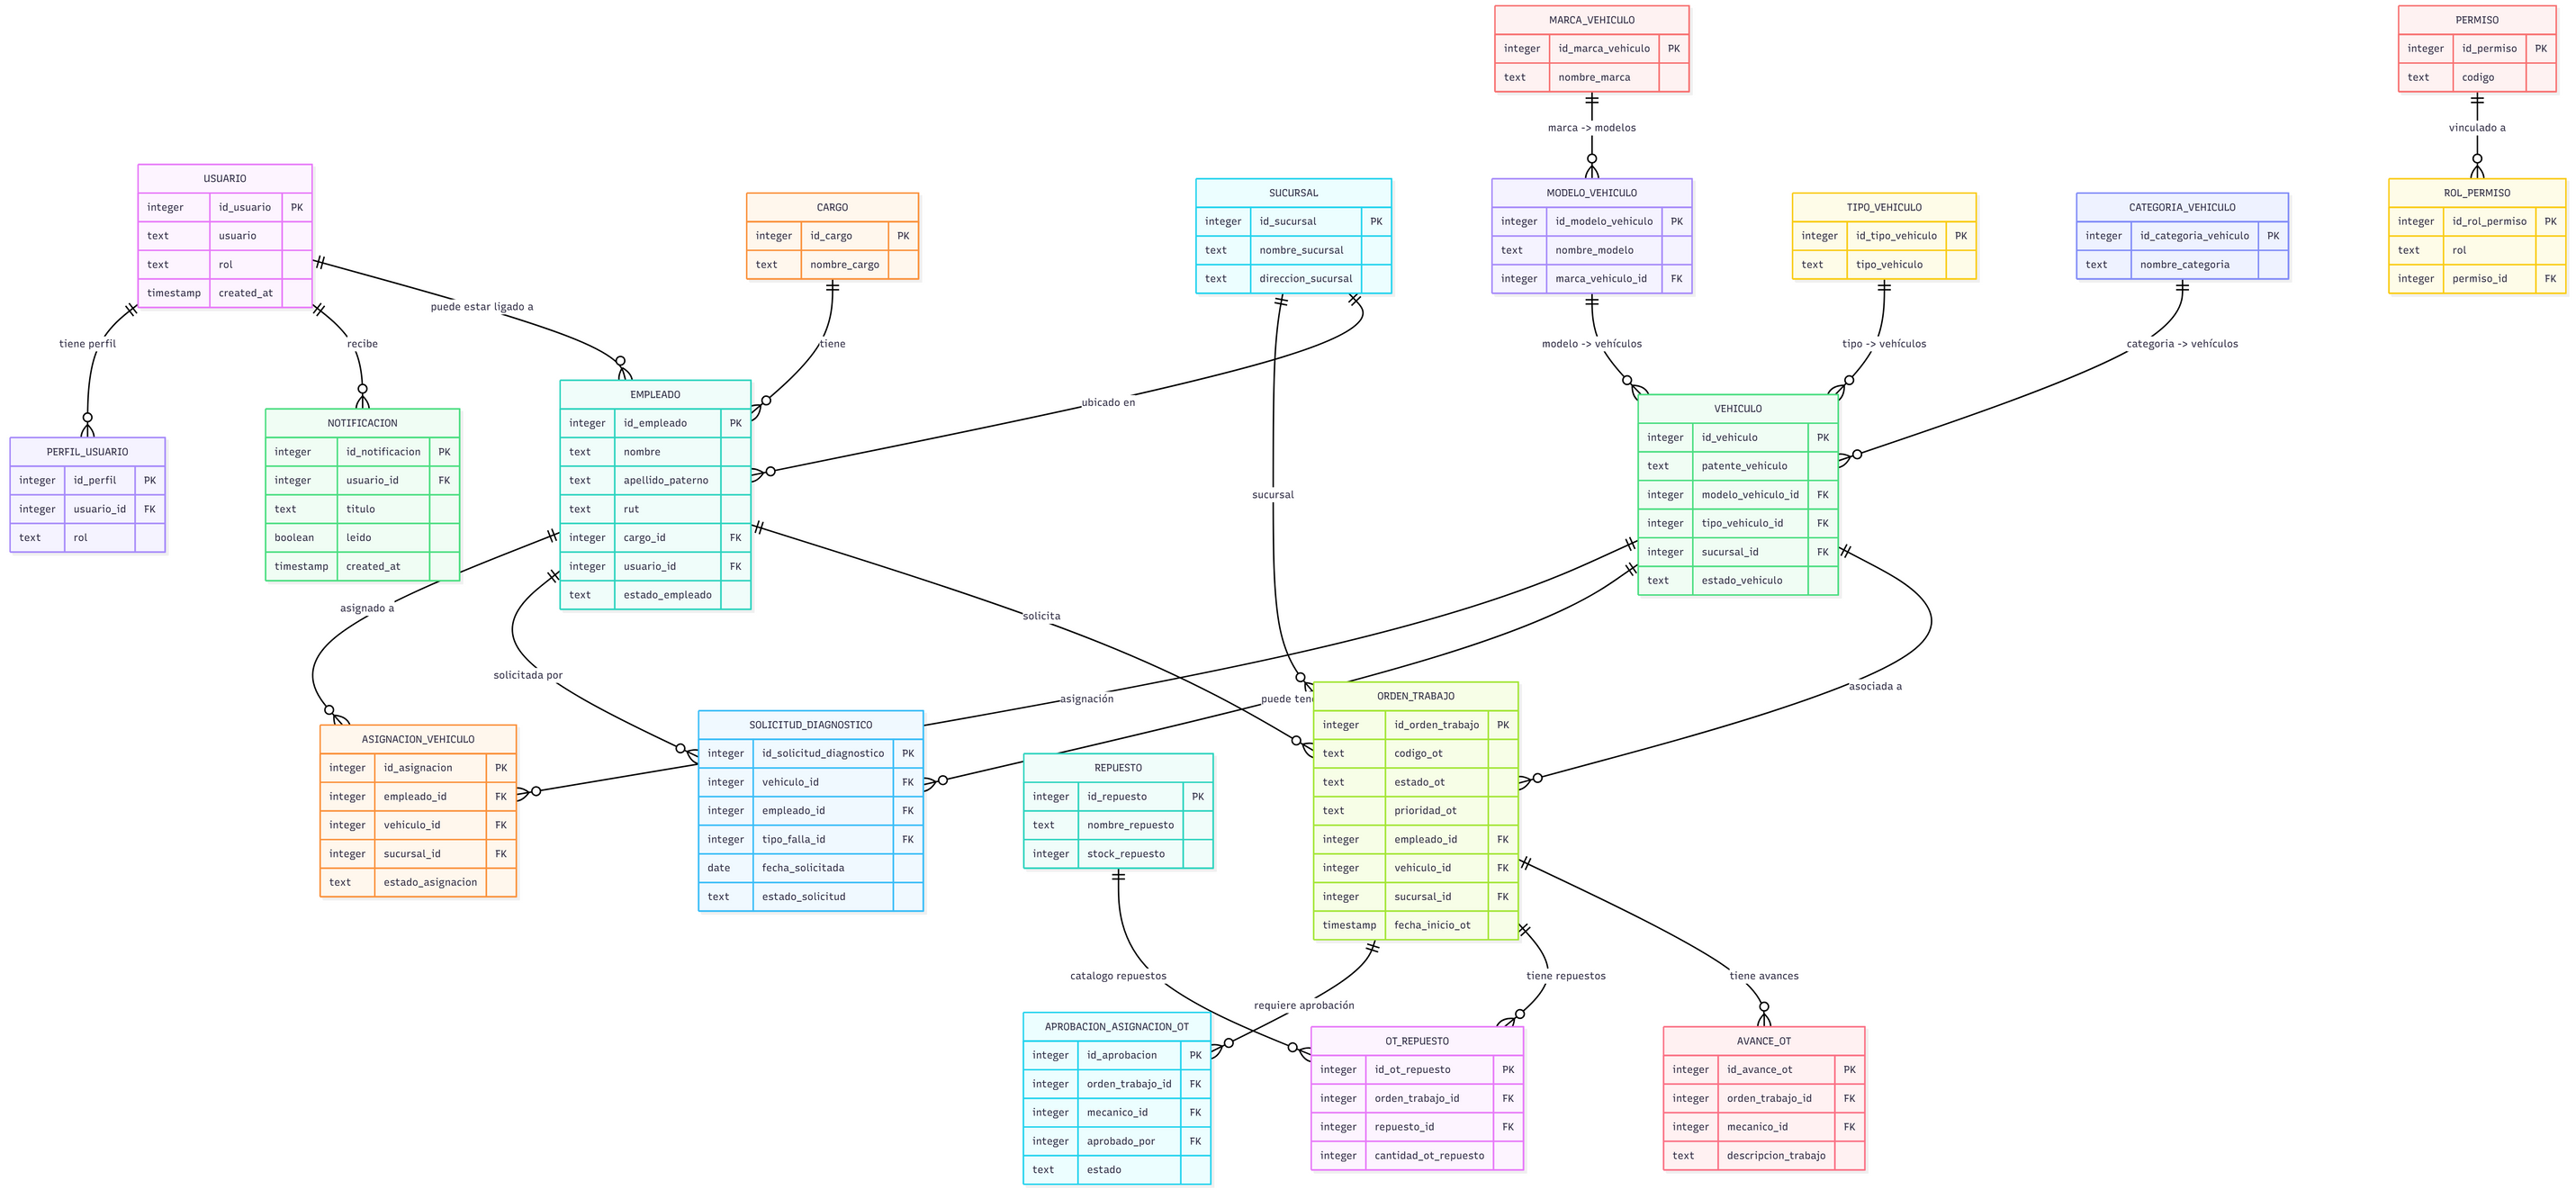 MARCA_VEHICULO
integer id_marca_vehiculo PK
text nombre_marca
PERMISO
integer id_permiso PK
text codigo
marca -> modelos
vinculado a
USUARIO
integer id_usuario PK
text usuario
text rol
timestamp created_at
CARGO
integer id_cargo PK
text nombre_cargo
SUCURSAL
integer id_sucursal PK
text nombre_sucursal
text direccion_sucursal
MODELO_VEHICULO
integer id_modelo_vehiculo PK
text nombre_modelo
integer marca_vehiculo_id FK
TIPO_VEHICULO
integer id_tipo_vehiculo PK
text tipo_vehiculo
CATEGORIA_VEHICULO
integer id_categoria_vehiculo PK
text nombre_categoria
ROL_PERMISO
integer id_rol_permiso PK
text rol
integer permiso_id FK
puede estar ligado a
tiene perfil
recibe
tiene
modelo -> vehículos
tipo -> vehículos
categoria -> vehículos
ubicado en
PERFIL_USUARIO
integer id_perfil PK
integer usuario_id FK
text rol
NOTIFICACION
integer id_notificacion PK
integer usuario_id FK
text titulo
boolean leido
timestamp created_at
EMPLEADO
integer id_empleado PK
text nombre
text apellido_paterno
text rut
integer cargo_id FK
integer usuario_id FK
text estado_empleado
VEHICULO
integer id_vehiculo PK
text patente_vehiculo
integer modelo_vehiculo_id FK
integer tipo_vehiculo_id FK
integer sucursal_id FK
text estado_vehiculo
sucursal
asignado a
solicita
solicitada por
asignación
puede tene
asociada a
ASIGNACION_VEHICULO
integer id_asignacion PK
integer empleado_id FK
integer vehiculo_id FK
integer sucursal_id FK
text estado_asignacion
SOLICITUD_DIAGNOSTICO
integer id_solicitud_diagnostico PK
integer vehiculo_id FK
integer empleado_id FK
integer tipo_falla_id FK
date fecha_solicitada
text estado_solicitud
REPUESTO
integer id_repuesto PK
text nombre_repuesto
integer stock_repuesto
ORDEN_TRABAJO
integer id_orden_trabajo PK
text codigo_ot
text estado_ot
text prioridad_ot
integer empleado_id FK
integer vehiculo_id FK
integer sucursal_id FK
timestamp fecha_inicio_ot
catalogo repuestos
requiere aprobación
tiene repuestos
tiene avances
APROBACION_ASIGNACION_OT
integer id_aprobacion PK
integer orden_trabajo_id FK
integer mecanico_id FK
integer aprobado_por FK
text estado
OT_REPUESTO
integer id_ot_repuesto PK
integer orden_trabajo_id FK
integer repuesto_id FK
integer cantidad_ot_repuesto
AVANCE_OT
integer id_avance_ot PK
integer orden_trabajo_id FK
integer mecanico_id FK
text descripcion_trabajo